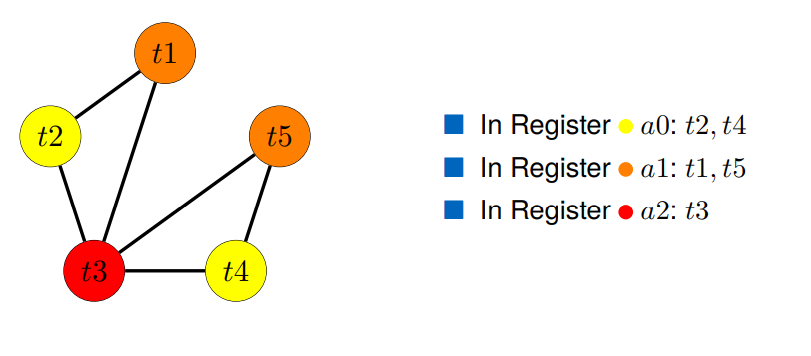 t1
t2
t5
t3
t4
In Register a0: t2, t4
In Register a1: t1, t5
In Register a2: t3